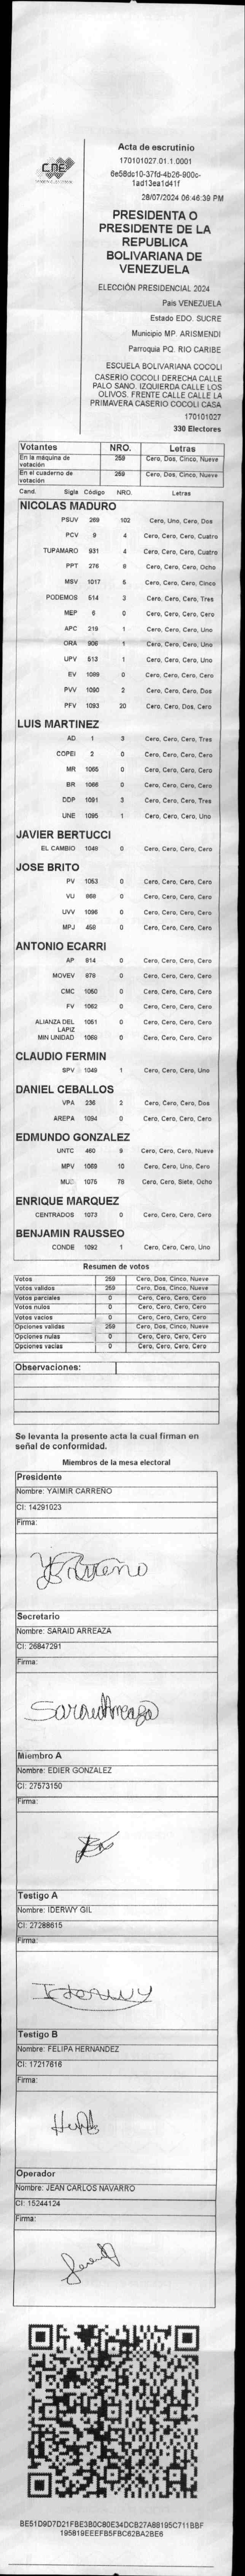 CNE
Acta de escrutinio
170101027.01.1.0001
28/07/2024 06:46:39 PM
PRESIDENTA O
PRESIDENTE DE LA
REPUBLICA
BOLIVARIANA DE
VENEZUELA
ELECCIÓN PRESIDENCIAL 2024
Pais VENEZUELA
Estado EDO. SUCRE
Municipio MP. ARISMENDI
Parroquia PQ. RIO CARIBE
ESCUELA BOLIVARIANA COCOLI
CASERIO COCOLI DERECHA CALLE
PALO SANO. IZQUIERDA CALLE LOS
OLIVOS. FRENTE CALLE CALLE LA
PRIMAVERA CASERIO COCOLI CASA
170101027
330 Electores
Votantes NRO. Letras
En la máquina de votación 259 Cero, Dos, Cinco, Nueve
En el cuaderno de votación 259 Cero, Dos, Cinco, Nueve
Cand. Sigla Código NRO. Letras
NICOLAS MADURO
PSUV 269 102 Cero, Uno, Cero, Dos
PCV 9 4 Cero, Cero, Cero, Cuatro
TUPAMARO 931 4 Cero, Cero, Cero, Cuatro
PPT 276 8 Cero, Cero, Cero, Ocho
MSV 1017 5 Cero, Cero, Cero, Cinco
PODEMOS 514 3 Cero, Cero, Cero, Tres
MEP 6 0 Cero, Cero, Cero, Cero
APC 219 1 Cero, Cero, Cero, Uno
ORA 906 1 Cero, Cero, Cero, Uno
UPV 513 1 Cero, Cero, Cero, Uno
EV 1089 0 Cero, Cero, Cero, Cero
PVV 1090 2 Cero, Cero, Cero, Dos
PFV 1093 20 Cero, Cero, Dos, Cero
LUIS MARTINEZ
AD 1 3 Cero, Cero, Cero, Tres
COPEI 2 0 Cero, Cero, Cero, Cero
MR 1065 0 Cero, Cero, Cero, Cero
BR 1066 0 Cero, Cero, Cero, Cero
DDP 1091 3 Cero, Cero, Cero, Tres
UNE 1095 1 Cero, Cero, Cero, Uno
JAVIER BERTUCCI
EL CAMBIO 1048 0 Cero, Cero, Cero, Cero
JOSE BRITO
PV 1063 0 Cero, Cero, Cero, Cero
VU 869 0 Cero, Cero, Cero, Cero
UVV 1096 0 Cero, Cero, Cero, Cero
MPJ 458 0 Cero, Cero, Cero, Cero
ANTONIO ECARRI
AP 914 0 Cero, Cero, Cero, Cero
MOVEV 978 0 Cero, Cero, Cero, Cero
CMC 1050 0 Cero, Cero, Cero, Cero
FV 1062 0 Cero, Cero, Cero, Cero
ALIANZA DEL LAPIZ 1051 0 Cero, Cero, Cero, Cero
MIN UNIDAD 1068 0 Cero, Cero, Cero, Cero
CLAUDIO FERMIN
SPV 1049 1 Cero, Cero, Cero, Uno
DANIEL CEBALLOS
VPA 236 2 Cero, Cero, Cero, Dos
AREPA 1094 0 Cero, Cero, Cero, Cero
EDMUNDO GONZALEZ
UNTC 460 9 Cero, Cero, Cero, Nueve
MPV 1069 10 Cero, Cero, Uno, Cero
MUD 1075 78 Cero, Cero, Siete, Ocho
ENRIQUE MARQUEZ
CENTRADOS 1073 0 Cero, Cero, Cero, Cero
BENJAMIN RAUSSEO
CONDE 1092 1 Cero, Cero, Cero, Uno
Resumen de votos
Votos 259 Cero, Dos, Cinco, Nueve
Votos validos 259 Cero, Dos, Cinco, Nueve
Votos parciales 0 Cero, Cero, Cero, Cero
Votos nulos 0 Cero, Cero, Cero, Cero
Votos vacios 0 Cero, Cero, Cero, Cero
Opciones validas 259 Cero, Dos, Cinco, Nueve
Opciones nulas 0 Cero, Cero, Cero, Cero
Opciones vacias 0 Cero, Cero, Cero, Cero
Observaciones:
Se levanta la presente acta la cual firman en
señal de conformidad.
Miembros de la mesa electoral
Presidente
Nombre: YAIMIR CARREÑO
CI: 14291023
Firma:
Secretario
Nombre: SARAID ARREAZA
CI: 26847291
Firma:
Saraid Arreaza
Miembro A
Nombre: EDIER GONZALEZ
CI: 27573150
Firma:
Testigo A
Nombre: IDERWY GIL
CI: 27288615
Firma:
Iderwy
Testigo B
Nombre: FELIPA HERNANDEZ
CI: 17217616
Firma:
Operador
Nombre: JEAN CARLOS NAVARRO
CI: 15244124
Firma:
BE51D9D7D21FBE3B0C80E34DCB27A88195C711BBF
195819EEEFB5FBC62BA2BE6